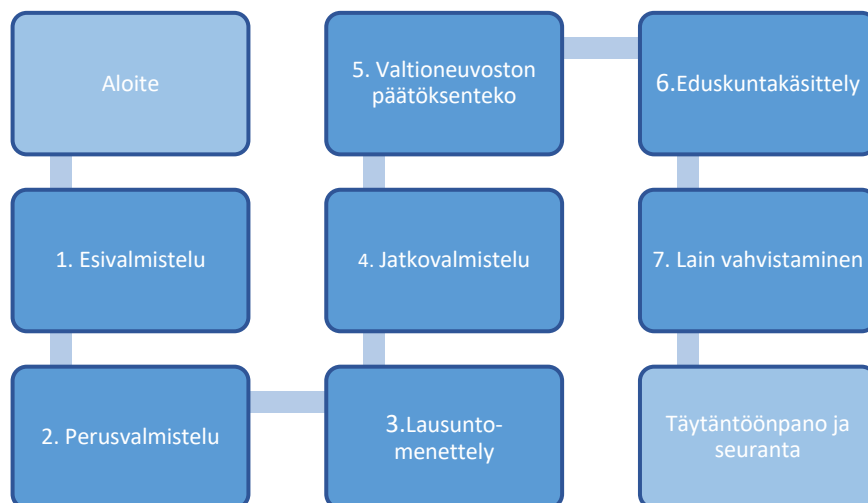 Aloite
1. Esivalmistelu
2. Perusvalmistelu
3.Lausunto-
menettely
4. Jatkovalmistelu
5. Valtioneuvoston
päätöksenteko
6.Eduskuntakäsittely
7. Lain vahvistaminen
Täytäntöönpano ja
seuranta